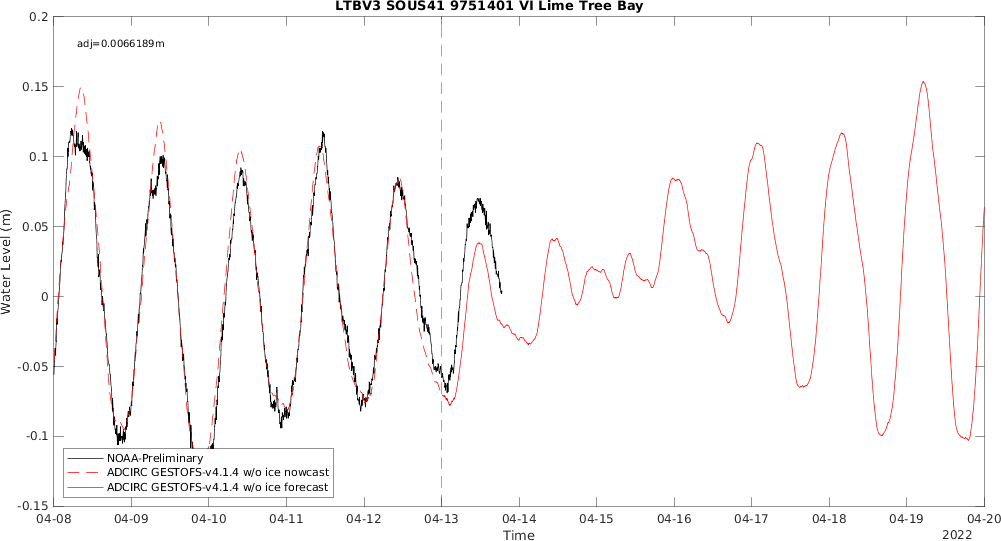 LTBV3 SOUS41 9751401 VI Lime Tree Bay
adj=0.0066189m
0.2
0.15
0.1
0.05
0
-0.05
-0.1
-0.15
Water Level (m)
NOAA-Preliminary
ADCIRC GESTOFS-v4.1.4 w/o ice nowcast
ADCIRC GESTOFS-v4.1.4 w/o ice forecast
04-08 04-09 04-10 04-11 04-12 04-13 04-14 04-15 04-16 04-17 04-18 04-19 04-20
Time
2022